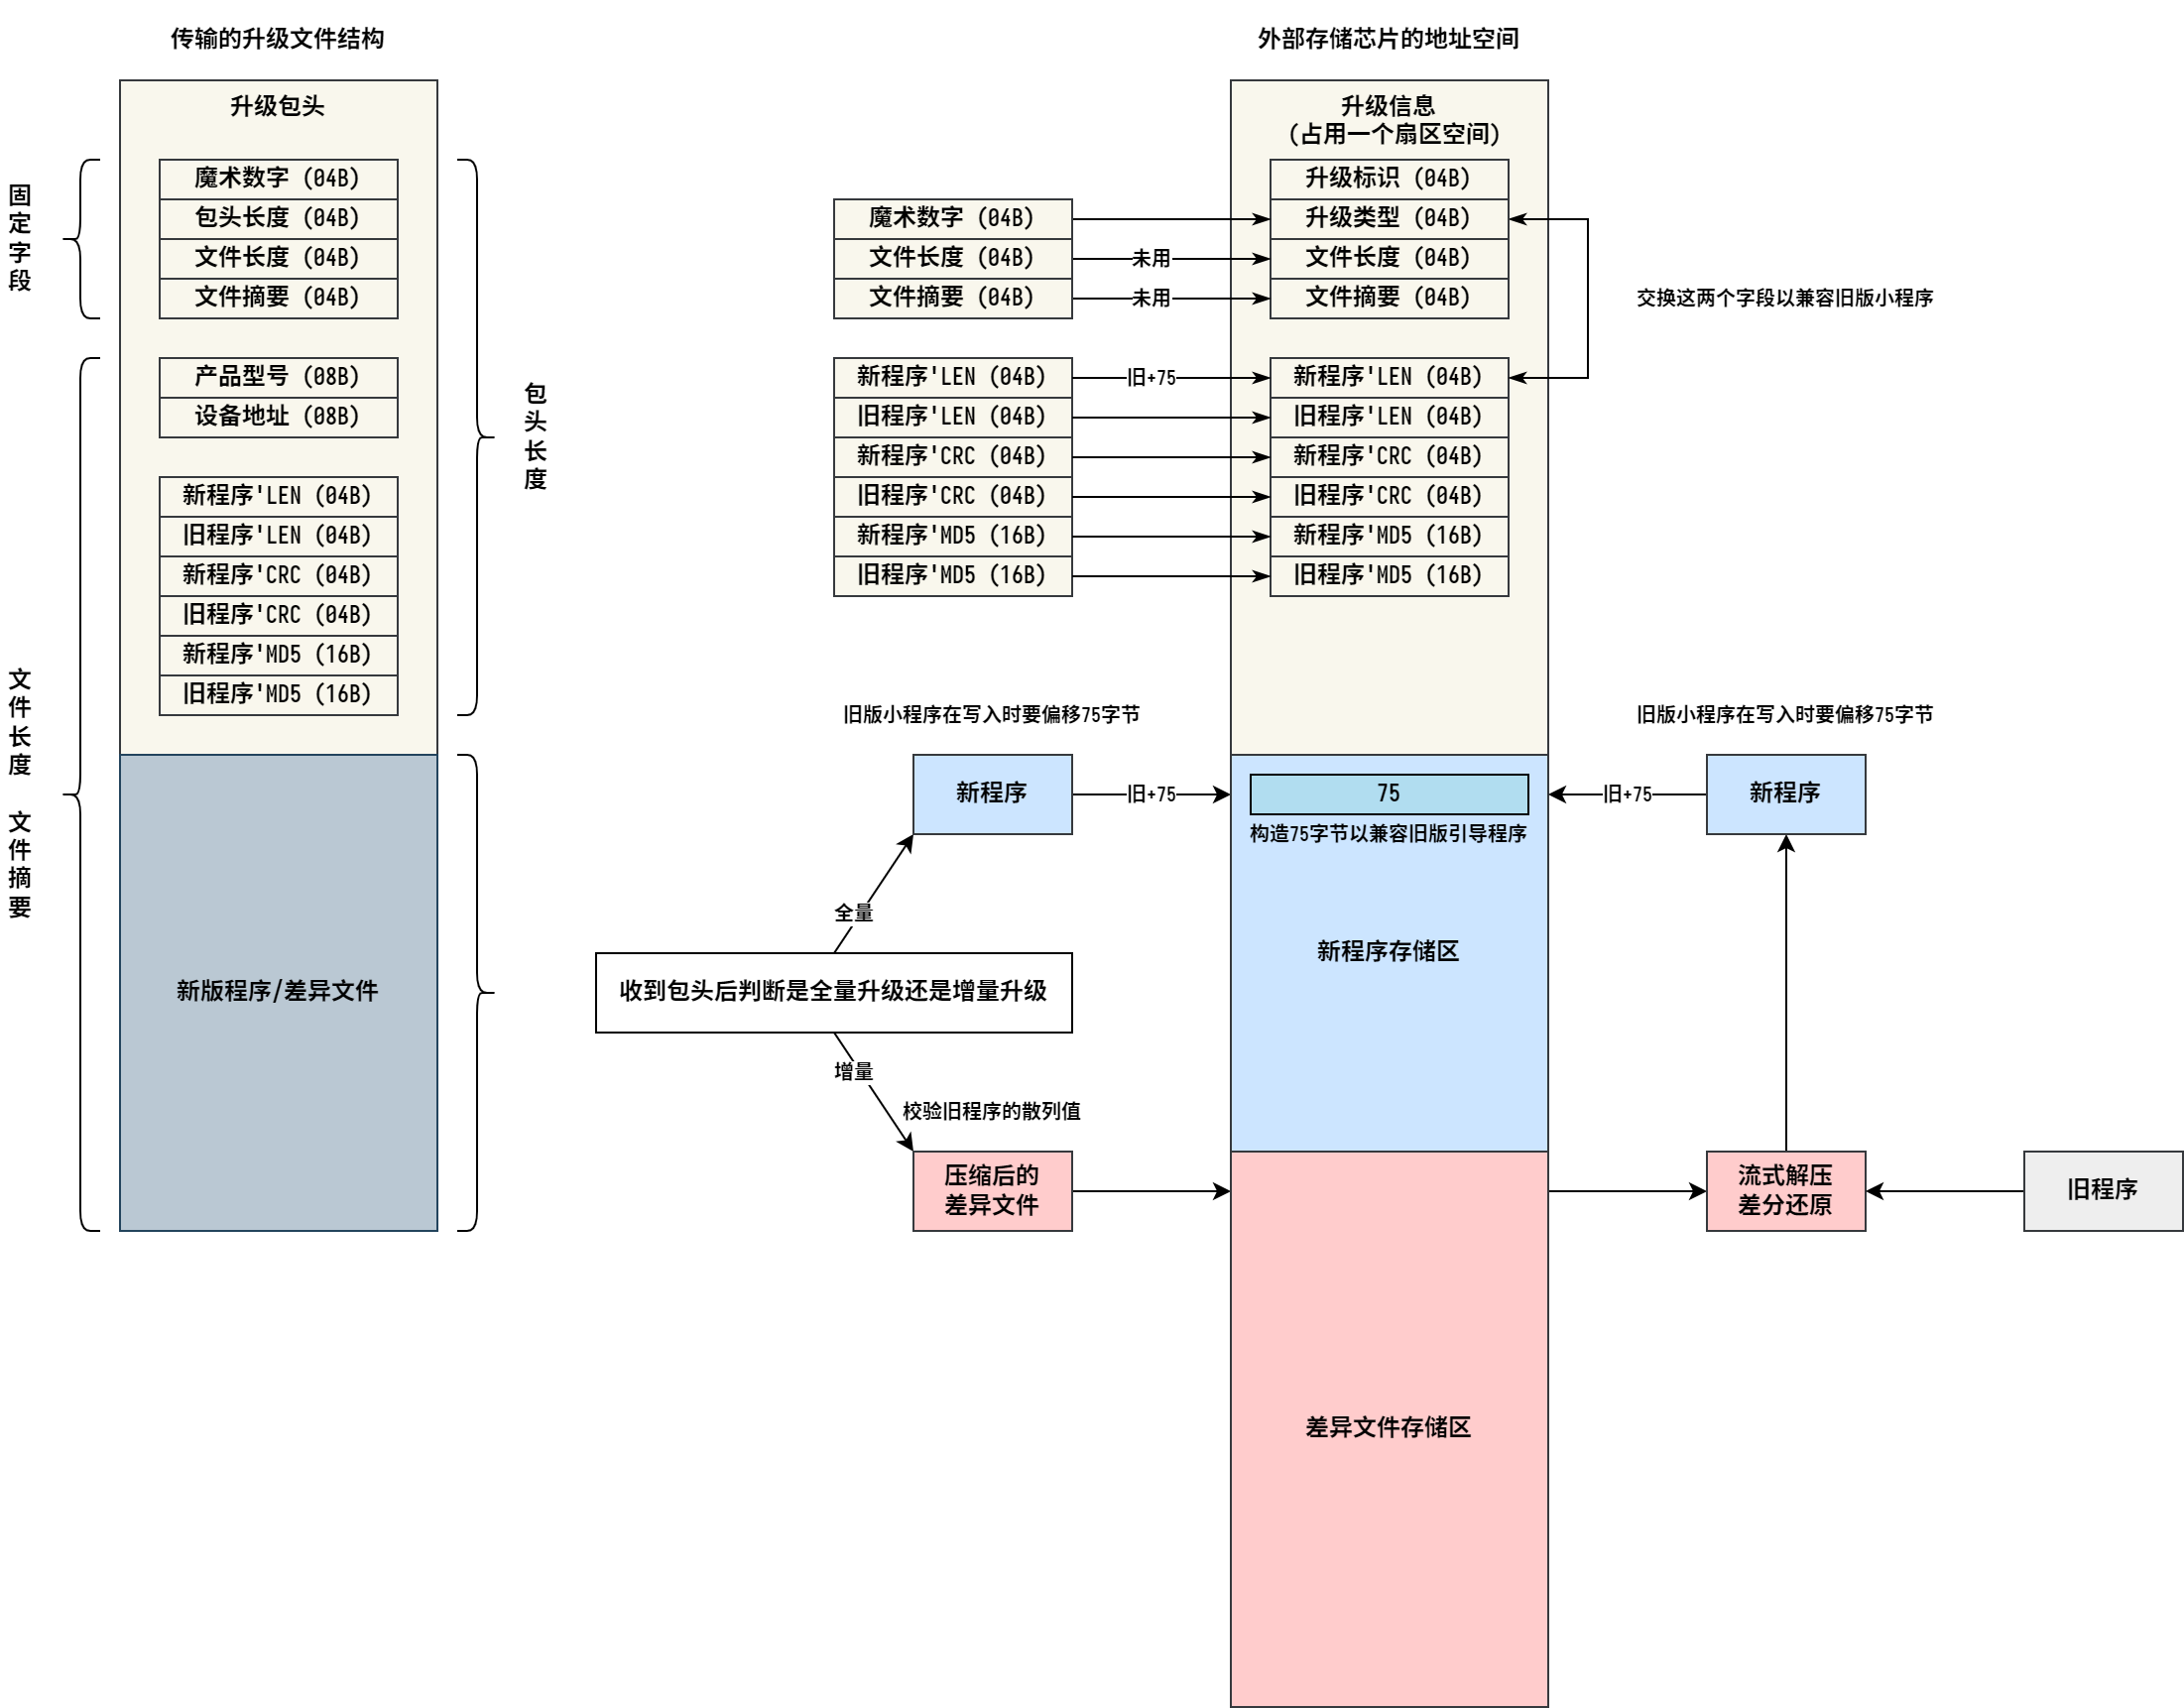 传输的升级文件结构
升级包头
固定字段
魔术数字 (04B)
包头长度 (04B)
文件长度 (04B)
文件摘要 (04B)
产品型号 (08B)
设备地址 (08B)
新程序'LEN (04B)
旧程序'LEN (04B)
新程序'CRC (04B)
旧程序'CRC (04B)
新程序'MD5 (16B)
旧程序'MD5 (16B)
包头长度
文件长度
文件摘要
新版程序/差异文件
外部存储芯片的地址空间
升级信息
(占用一个扇区空间)
魔术数字 (04B)
文件长度 (04B)
文件摘要 (04B)
未用
未用
升级标识 (04B)
升级类型 (04B)
文件长度 (04B)
文件摘要 (04B)
交换这两个字段以兼容旧版小程序
新程序'LEN (04B)
旧程序'LEN (04B)
新程序'CRC (04B)
旧程序'CRC (04B)
新程序'MD5 (16B)
旧程序'MD5 (16B)
旧+75
新程序'LEN (04B)
旧程序'LEN (04B)
新程序'CRC (04B)
旧程序'CRC (04B)
新程序'MD5 (16B)
旧程序'MD5 (16B)
旧版小程序在写入时要偏移75字节
新程序
旧+75
75
构造75字节以兼容旧版引导程序
新程序存储区
旧版小程序在写入时要偏移75字节
旧+75
新程序
全量
收到包头后判断是全量升级还是增量升级
增量
校验旧程序的散列值
压缩后的
差异文件
差异文件存储区
流式解压
差分还原
旧程序